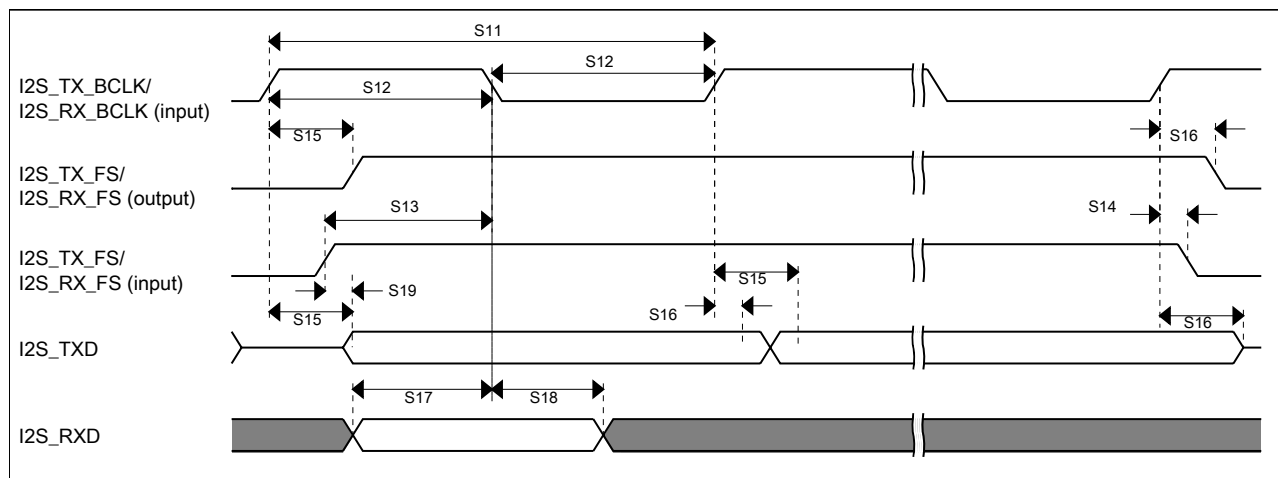 S11
S12
I2S_TX_BCLK/
I2S_RX_BCLK (input)
S12
S15
S16
I2S_TX_FS/
I2S_RX_FS (output)
S13
S14
I2S_TX_FS/
I2S_RX_FS (input)
S15
S19
S16
S15
S16
I2S_TXD
S17
S18
I2S_RXD